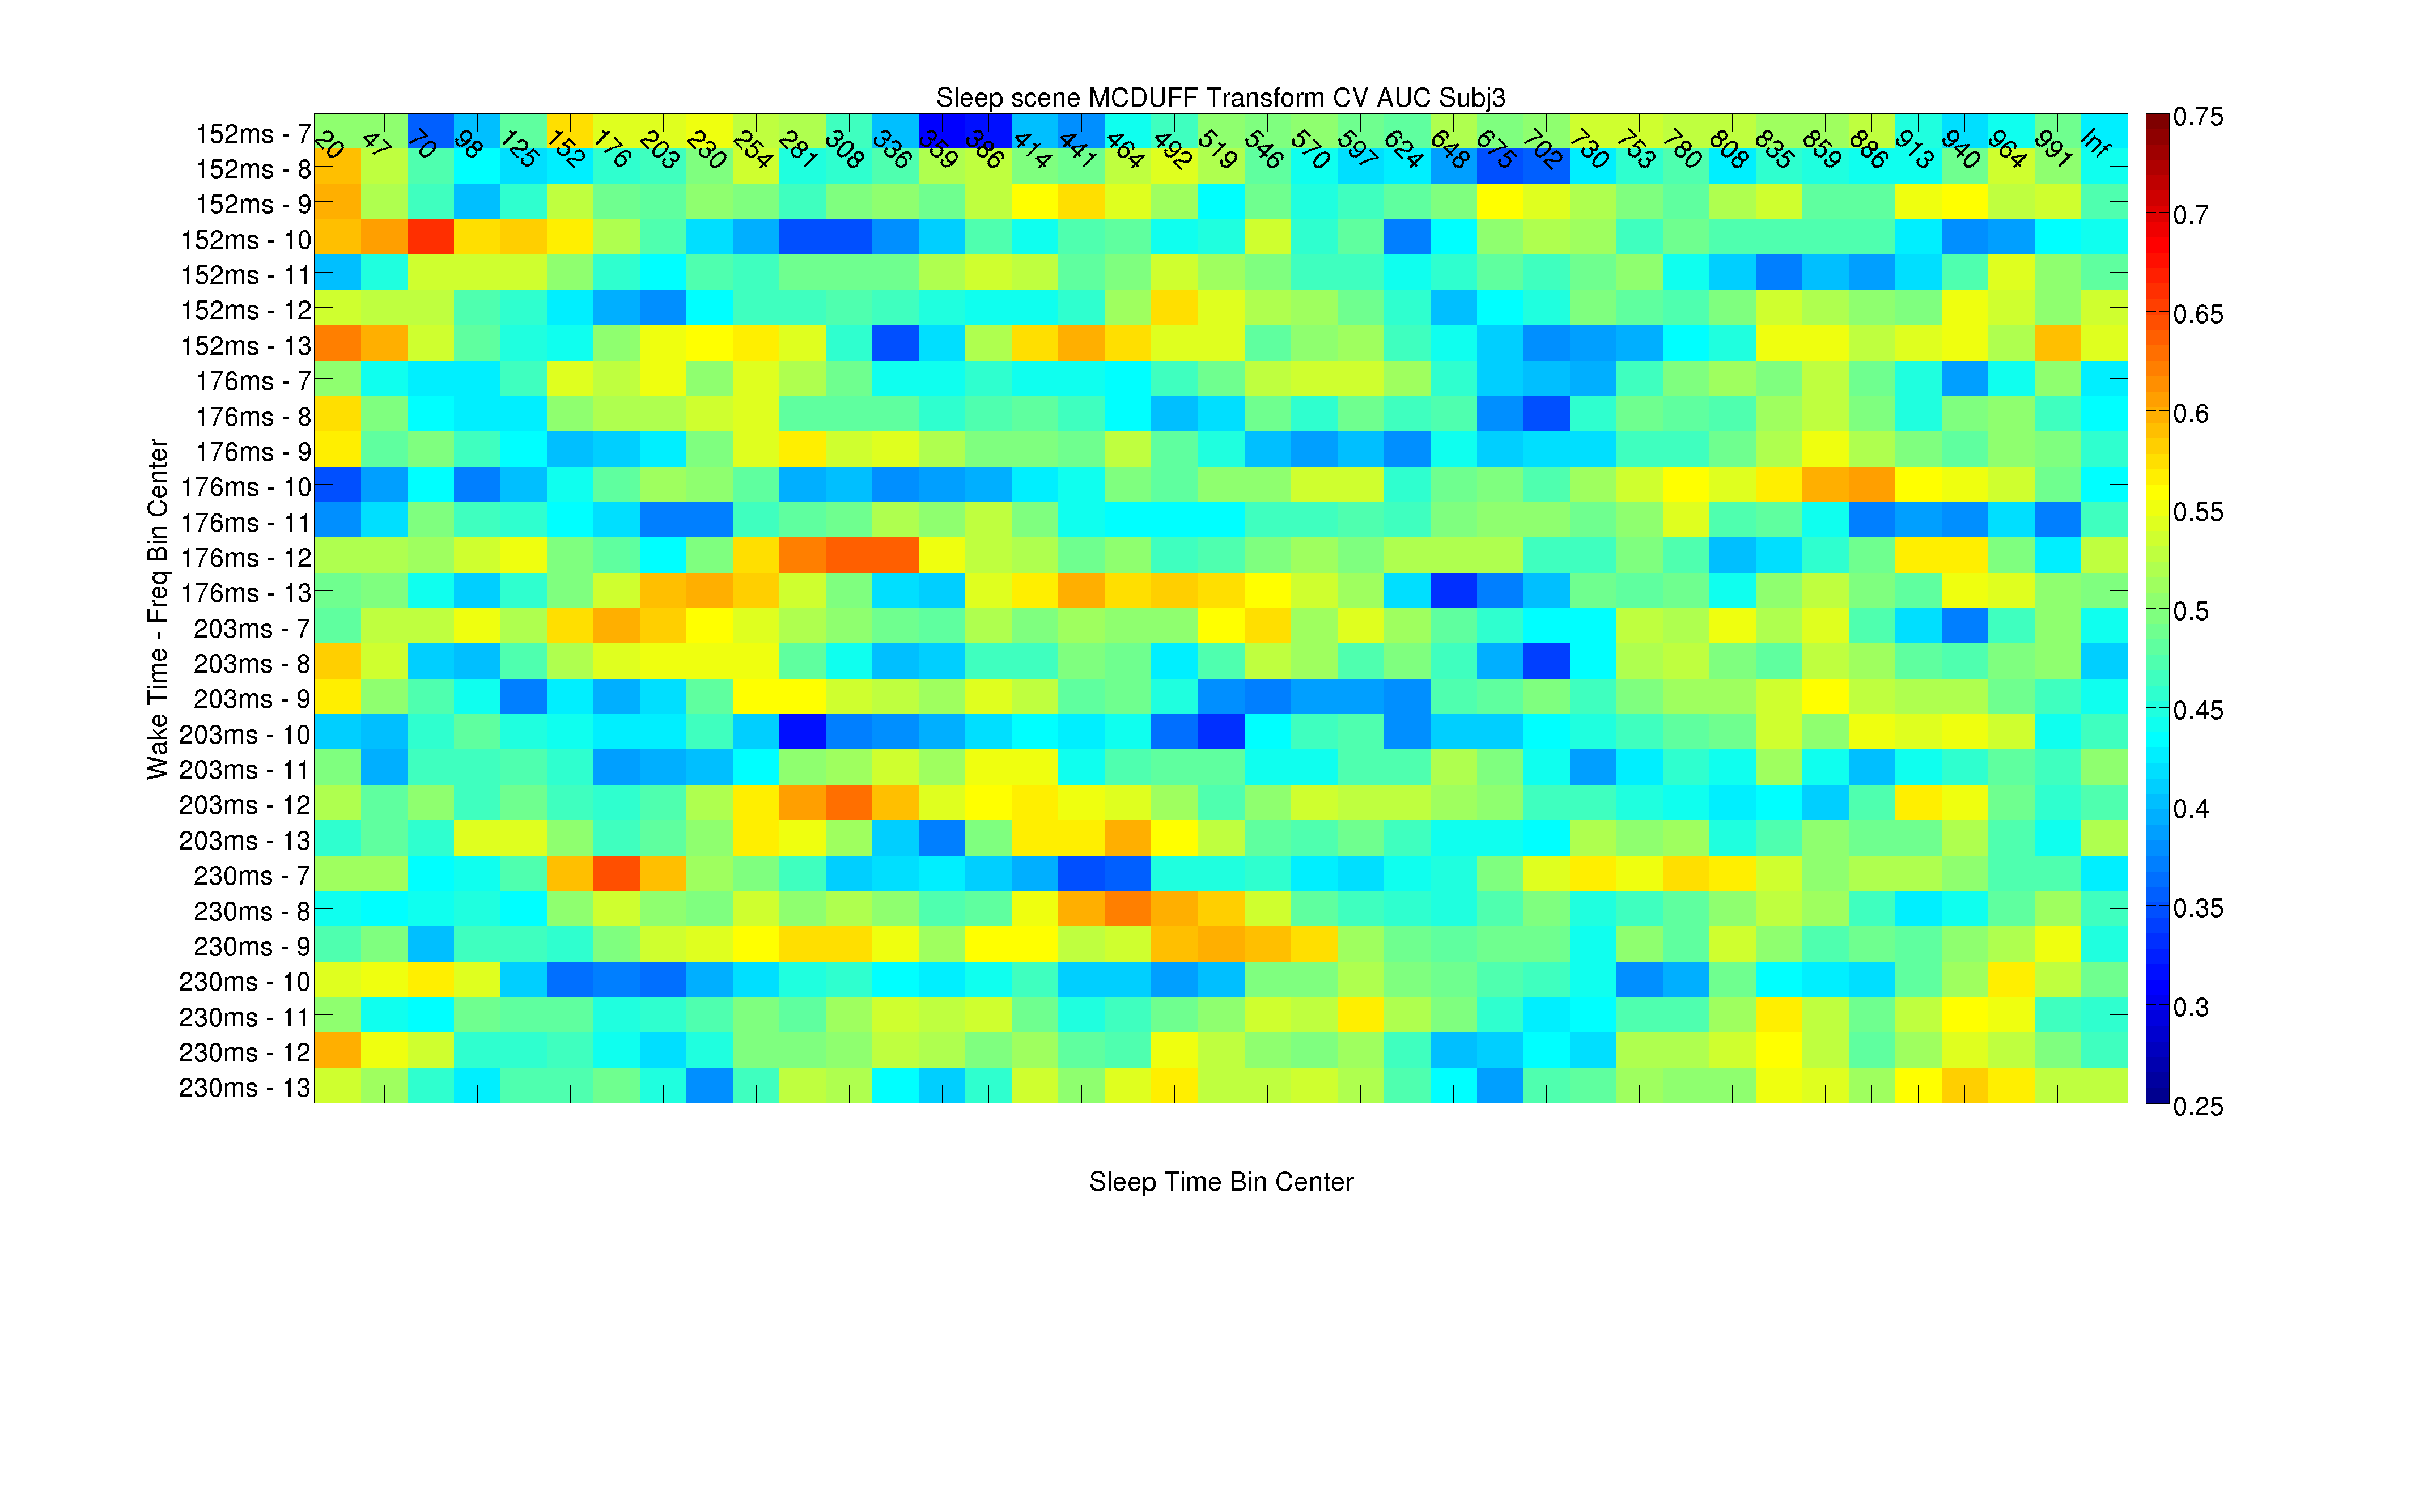 Sleep scene MCDUFF Transform CV AUC Subj3
152ms - 7
152ms - 8
152ms - 9
152ms - 10
152ms - 11
152ms - 12
152ms - 13
176ms - 7
176ms - 8
176ms - 9
176ms - 10
176ms - 11
176ms - 12
176ms - 13
203ms - 7
203ms - 8
203ms - 9
203ms - 10
203ms - 11
203ms - 12
203ms - 13
230ms - 7
230ms - 8
230ms - 9
230ms - 10
230ms - 11
230ms - 12
230ms - 13
Wake Time - Freq Bin Center
20 47 70 98 125 152 176 203 230 254 281 308 336 359 386 414 441 464 492 519 546 570 597 624 648 675 702 730 753 780 808 835 859 886 913 940 964 991 Inf
0.75
0.7
0.65
0.6
0.55
0.5
0.45
0.4
0.35
0.3
0.25
Sleep Time Bin Center